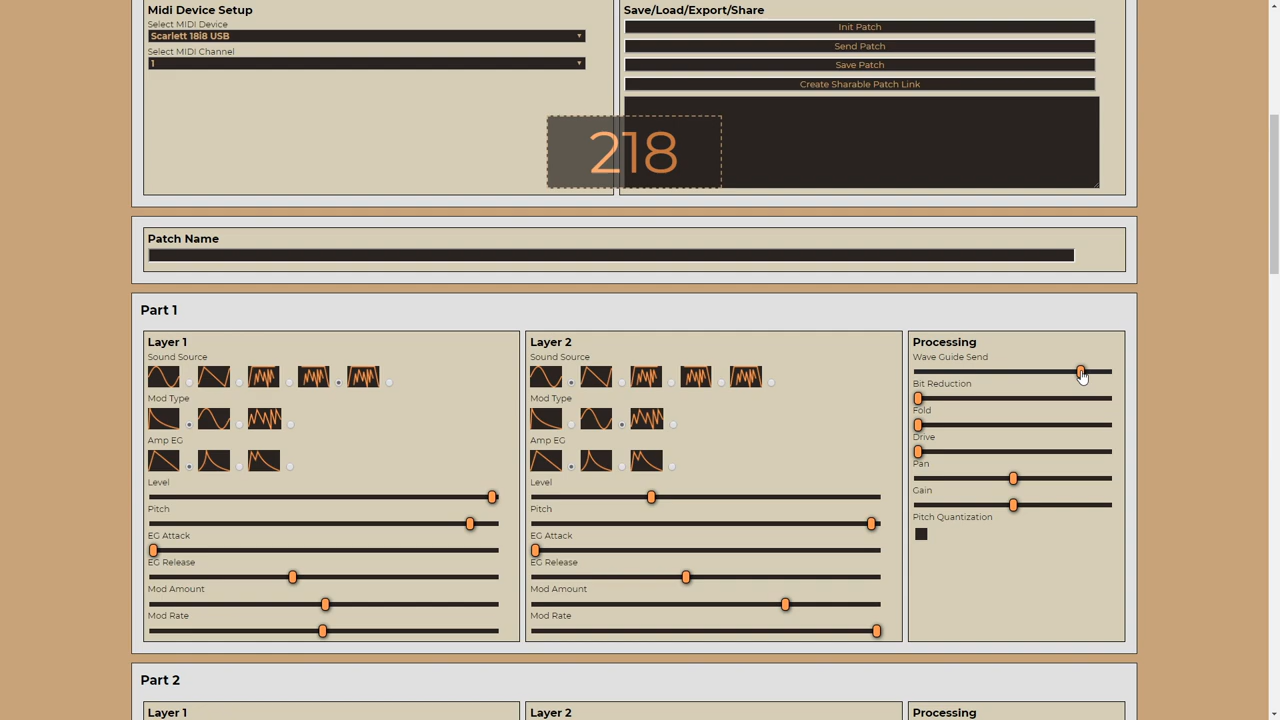 Midi Device Setup
Select MIDI Device
Scarlett 18i8 USB
Select MIDI Channel
1
Save/Load/Export/Share
Init Patch
Send Patch
Save Patch
Create Sharable Patch Link
218
Patch Name
Part 1
Layer 1
Sound Source
Mod Type
Amp EG
Level
Pitch
EG Attack
EG Release
Mod Amount
Mod Rate
Layer 2
Sound Source
Mod Type
Amp EG
Level
Pitch
EG Attack
EG Release
Mod Amount
Mod Rate
Processing
Wave Guide Send
Bit Reduction
Fold
Drive
Pan
Gain
Pitch Quantization
Part 2
Layer 1
Layer 2
Processing